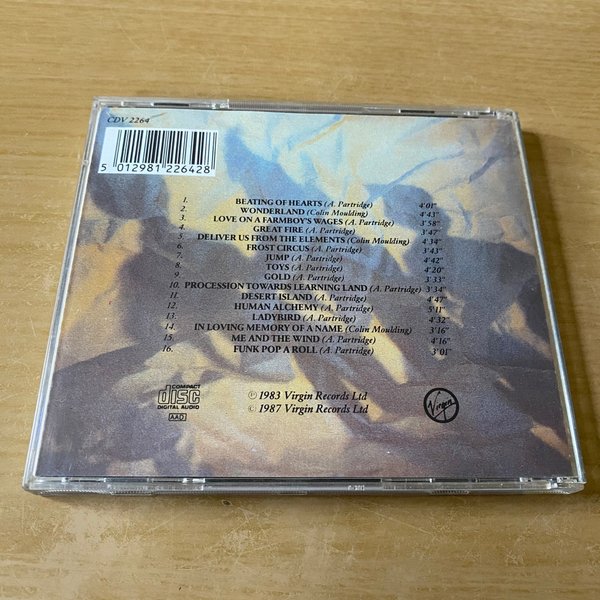 CDV 2264
5 012981 226428
1. BEATING OF HEARTS (A. Partridge) 4'01"
2. WONDERLAND (Colin Moulding) 4'43"
3. LOVE ON A FARMBOY'S WAGES (A. Partridge) 3'58"
4. GREAT FIRE (A. Partridge) 3'47"
5. DELIVER US FROM THE ELEMENTS (Colin Moulding) 4'34"
6. FROST CIRCUS (A. Partridge) 3'43"
7. JUMP (A. Partridge) 4'42"
8. TOYS (A. Partridge) 4'20"
9. GOLD (A. Partridge) 3'33"
10. PROCESSION TOWARDS LEARNING LAND (A. Partridge) 3'34"
11. DESERT ISLAND (A. Partridge) 4'47"
12. HUMAN ALCHEMY (A. Partridge) 5'11"
13. LADYBIRD (A. Partridge) 4'32"
14. IN LOVING MEMORY OF A NAME (Colin Moulding) 3'16"
15. ME AND THE WIND (A. Partridge) 4'16"
16. FUNK POP A ROLL (A. Partridge) 3'01"
COMPACT
disc
DIGITAL AUDIO
AAD
℗ 1983 Virgin Records Ltd
© 1987 Virgin Records Ltd
Virgin